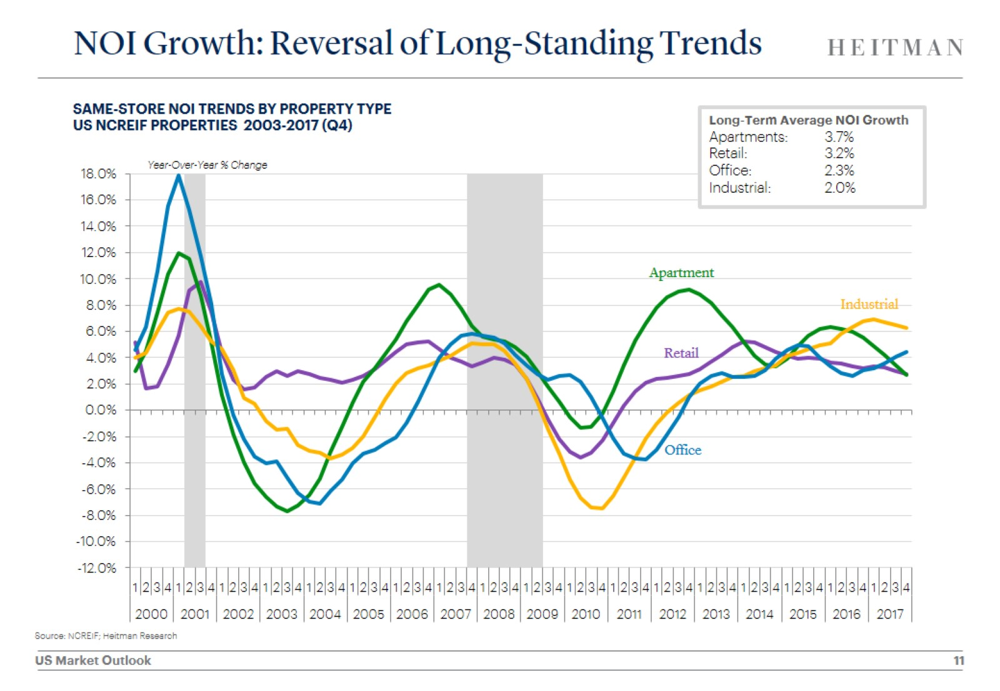 NOI Growth: Reversal of Long-Standing Trends
HEITMAN
SAME-STORE NOI TRENDS BY PROPERTY TYPE
US NCREIF PROPERTIES 2003-2017 (Q4)
Long-Term Average NOI Growth
Apartments: 3.7%
Retail: 3.2%
Office: 2.3%
Industrial: 2.0%
Year-Over-Year % Change
18.0%
16.0%
14.0%
12.0%
10.0%
8.0%
6.0%
4.0%
2.0%
0.0%
-2.0%
-4.0%
-6.0%
-8.0%
-10.0%
-12.0%
Apartment
Industrial
Retail
Office
1 2 3 4 1 2 3 4 1 2 3 4 1 2 3 4 1 2 3 4 1 2 3 4 1 2 3 4 1 2 3 4 1 2 3 4 1 2 3 4 1 2 3 4 1 2 3 4 1 2 3 4 1 2 3 4 1 2 3 4 1 2 3 4 1 2 3 4 1 2 3 4
2000 2001 2002 2003 2004 2005 2006 2007 2008 2009 2010 2011 2012 2013 2014 2015 2016 2017
Source: NCREIF; Heitman Research
US Market Outlook
11